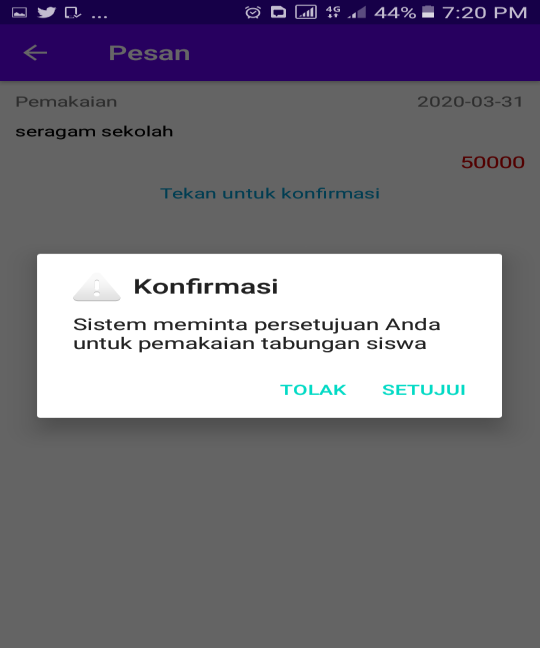 ... 4G 44% 7:20 PM
Pesan
Pemakaian 2020-03-31
seragam sekolah
50000
Tekan untuk konfirmasi
Konfirmasi
Sistem meminta persetujuan Anda
untuk pemakaian tabungan siswa
TOLAK SETUJUI